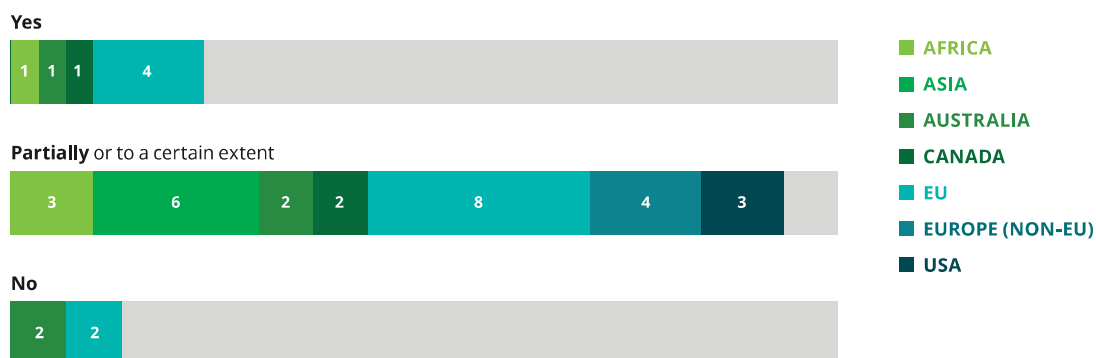 Yes
1 1 1 4
Partially or to a certain extent
3 6 2 2 8 4 3
No
2 2
AFRICA
ASIA
AUSTRALIA
CANADA
EU
EUROPE (NON-EU)
USA